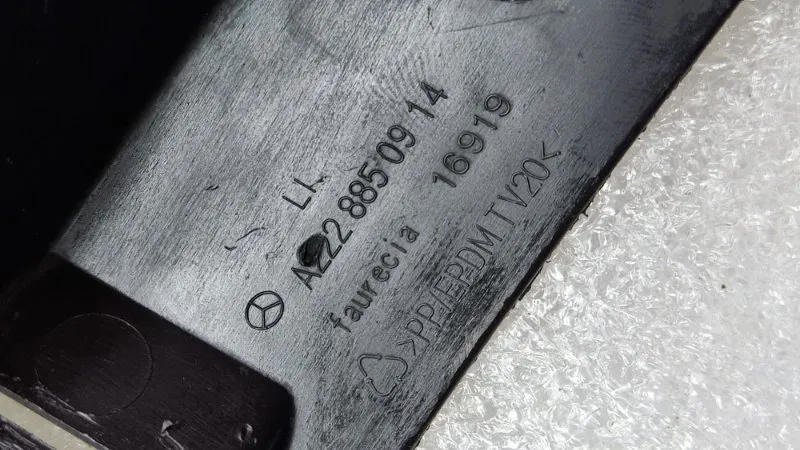 LI.
A222 885 09 14
faurecia 16919
>PP/EPDM TV20<